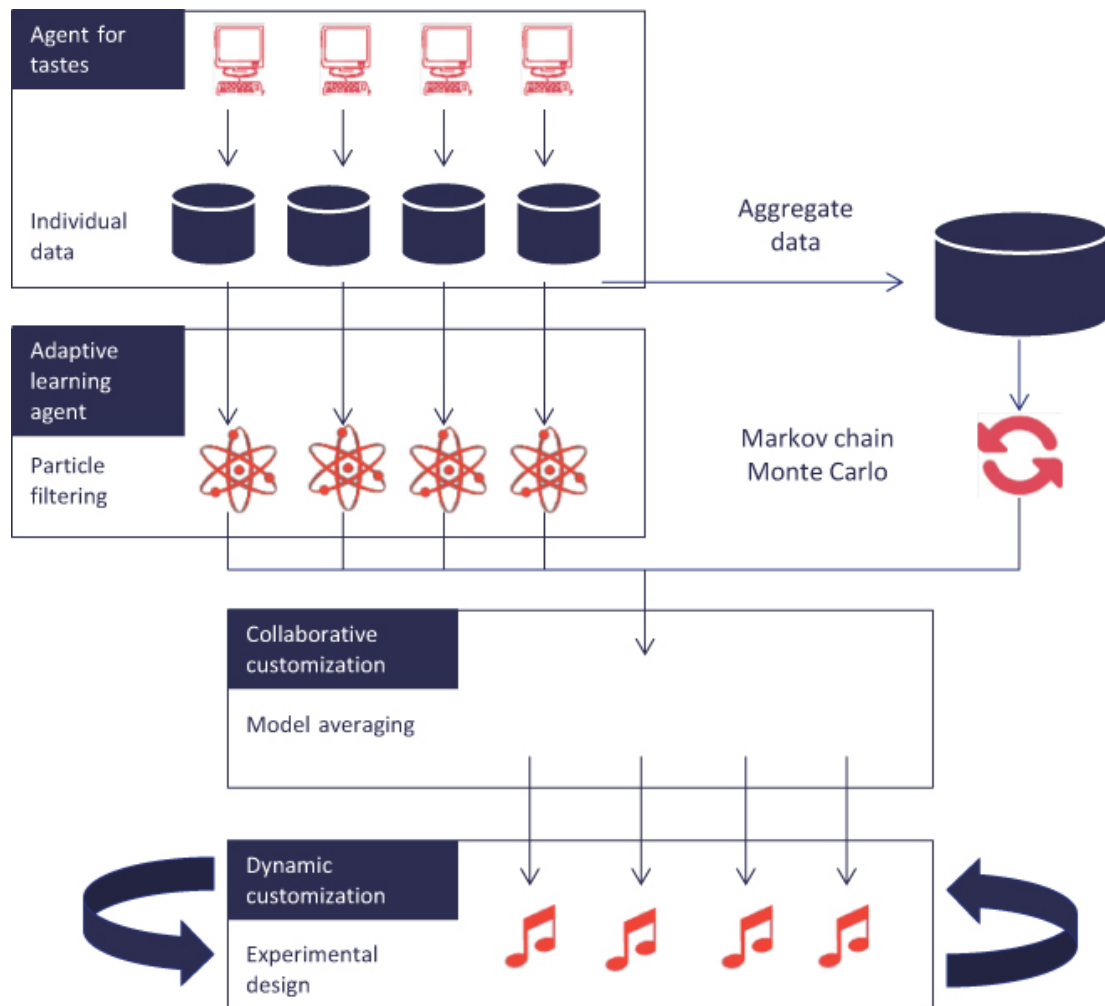 Agent for
tastes
Individual
data
Aggregate
data
Adaptive
learning
agent
Particle
filtering
Markov chain
Monte Carlo
Collaborative
customization
Model averaging
Dynamic
customization
Experimental
design